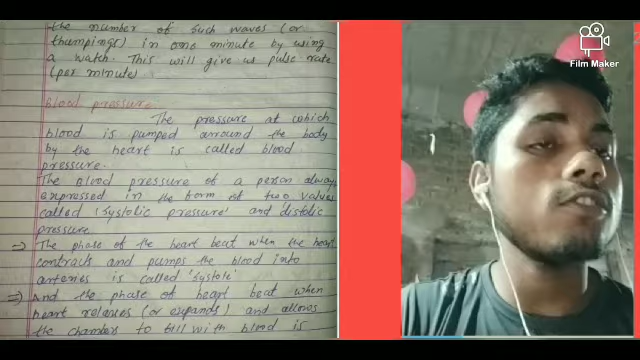 the number of such waves (or
thumpings) in one minute by using
a watch. This will give us pulse rate
(per minute)
Blood pressure
The pressure at which
blood is pumped arround the body
by the heart is called blood
pressure.
The Blood pressure of a person alway
expressed in the form of two values
called 'Systolic pressure' and distolic
pressure
⇒ The phase of the heart beat when the heart
contracts and pumps the blood into
arteries is called 'systole'
⇒ And the phase of heart beat when
heart relaxes (or expands) and allows
the chambers to fill with blood is
Film Maker